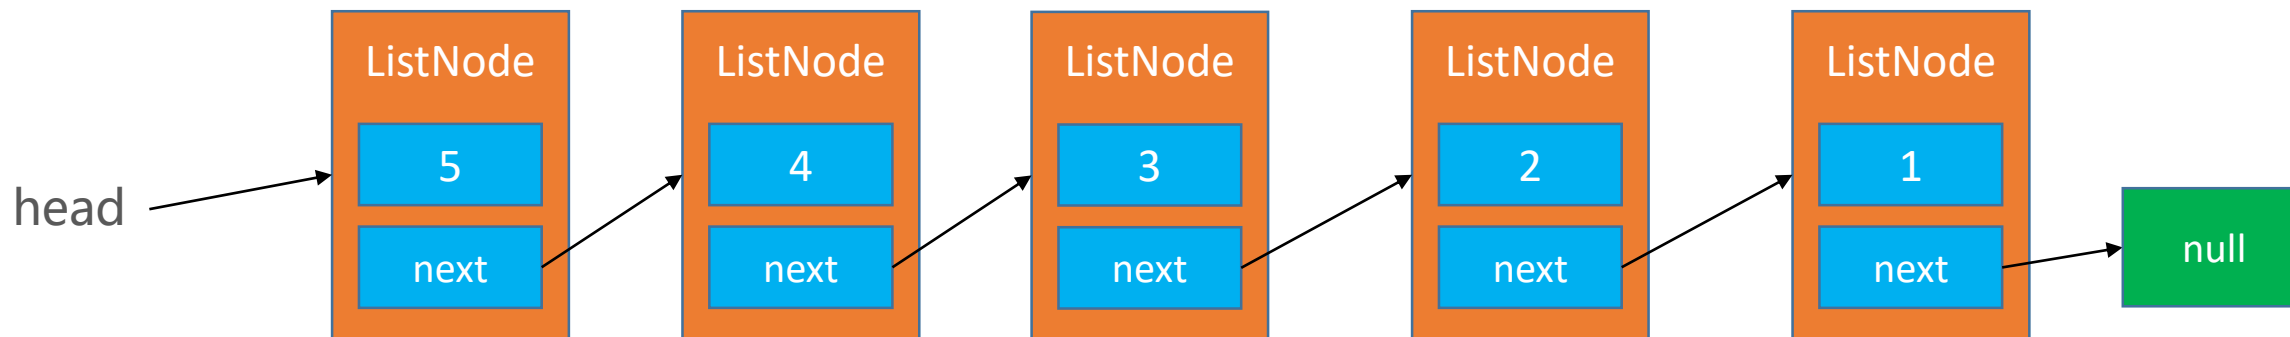 ListNode ListNode ListNode ListNode ListNode
5 4 3 2 1
head
next next next next next null